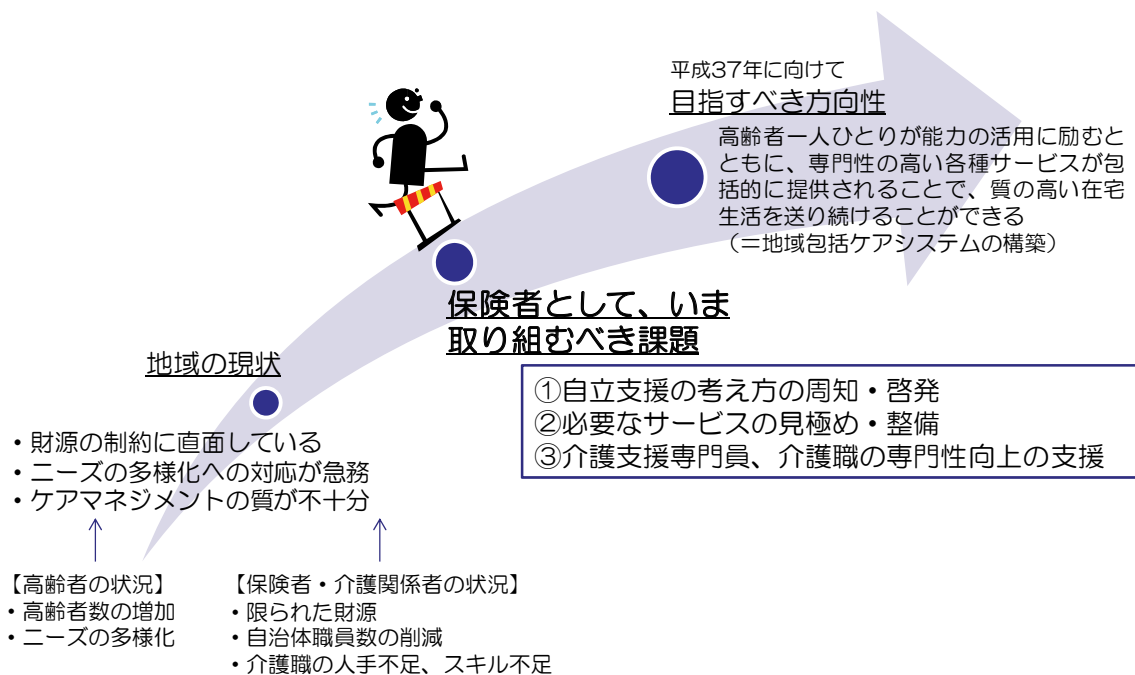 平成37年に向けて
目指すべき方向性
高齢者一人ひとりが能力の活用に励むと
ともに、専門性の高い各種サービスが包
括的に提供されることで、質の高い在宅
生活を送り続けることができる
（＝地域包括ケアシステムの構築）
保険者として、いま
取り組むべき課題
①自立支援の考え方の周知・啓発
②必要なサービスの見極め・整備
③介護支援専門員、介護職の専門性向上の支援
地域の現状
・財源の制約に直面している
・ニーズの多様化への対応が急務
・ケアマネジメントの質が不十分
【高齢者の状況】
・高齢者数の増加
・ニーズの多様化
【保険者・介護関係者の状況】
・限られた財源
・自治体職員数の削減
・介護職の人手不足、スキル不足